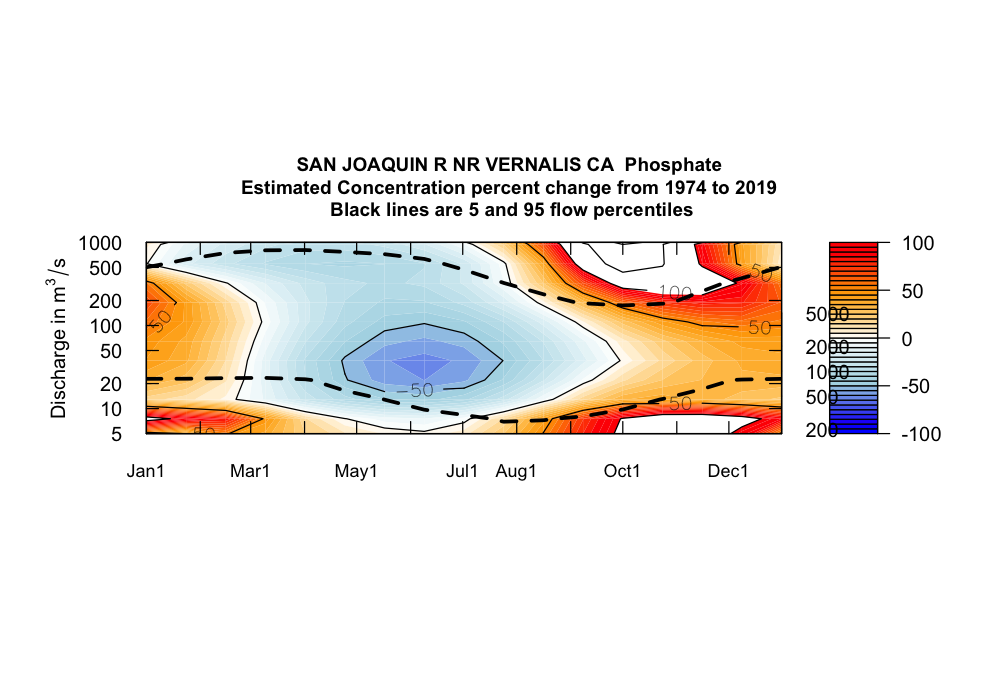 SAN JOAQUIN R NR VERNALIS CA  Phosphate
Estimated Concentration percent change from 1974 to 2019
Black lines are 5 and 95 flow percentiles
Discharge in m³/s
1000
500
200
100
50
20
10
5
Jan1
Mar1
May1
Jul1
Aug1
Oct1
Dec1
50
50
-50
50
100
50
50
5000
2000
1000
500
200
100
50
0
-50
-100